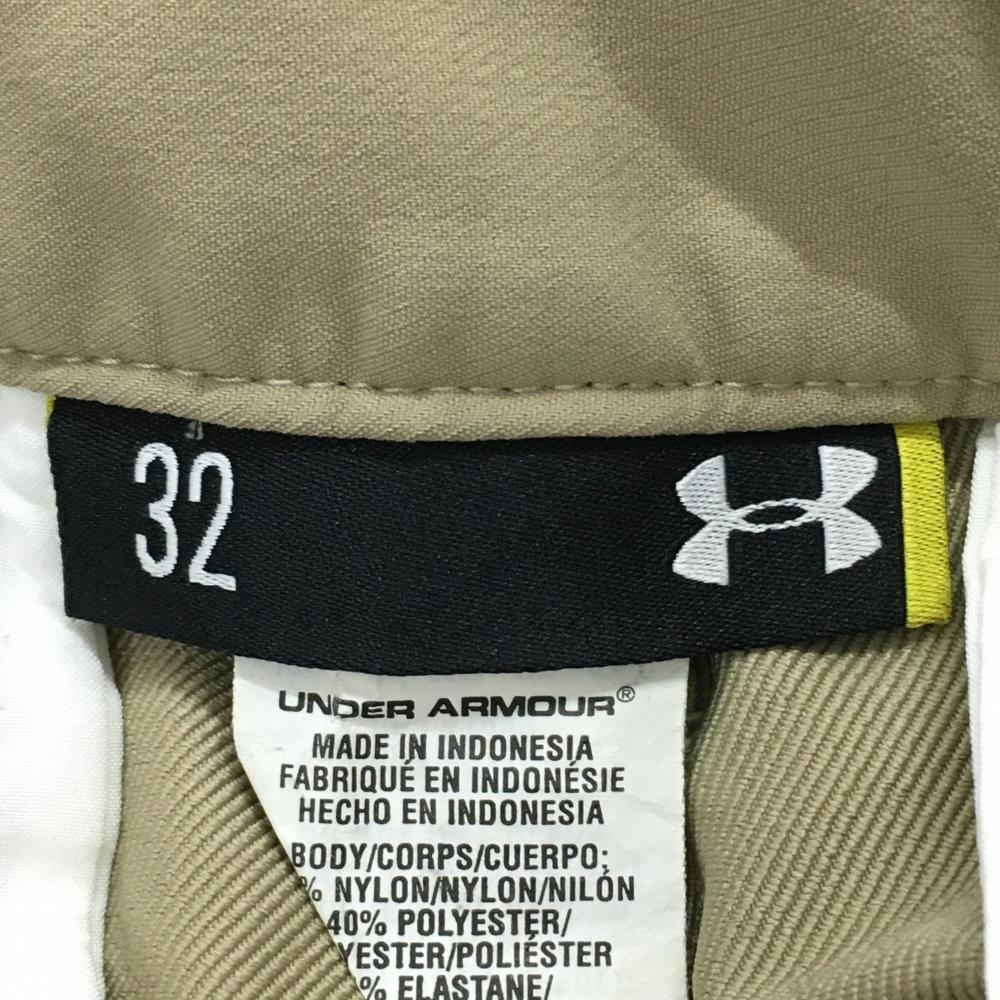 32
UNDER ARMOUR®
MADE IN INDONESIA
FABRIQUÉ EN INDONÉSIE
HECHO EN INDONESIA
BODY/CORPS/CUERPO:
% NYLON/NYLON/NILÓN
40% POLYESTER/
YESTER/POLIÉSTER
% ELASTANE/